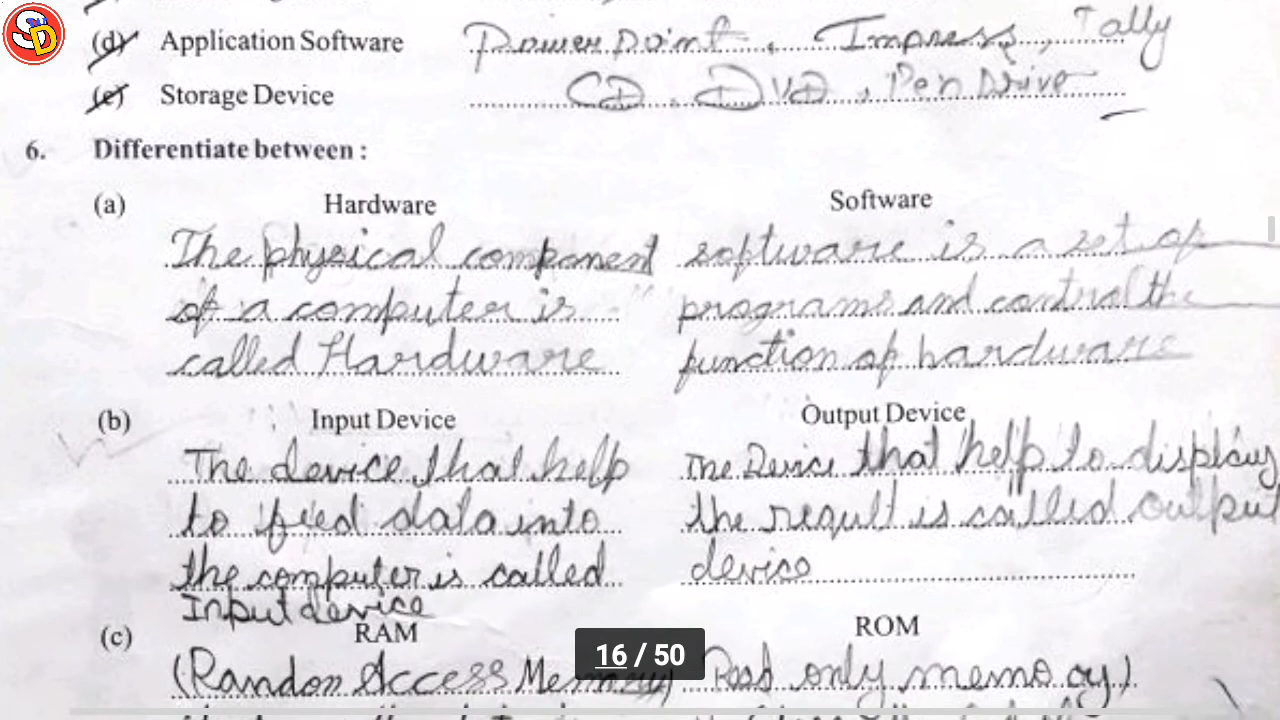 SD
(d) Application Software PowerPoint, Impress, Tally
(e) Storage Device CD, DVD, Pen Drive
6. Differentiate between :
(a) Hardware Software
The physical component software is a set of
of a computer is programs and control the
called Hardware function of hardware
(b) Input Device Output Device
The device that help The Device that help to display
to feed data into the result is called output
the computer is called device
Input device
(c) RAM ROM
(Random Access Memory) Read only memory)
16 / 50